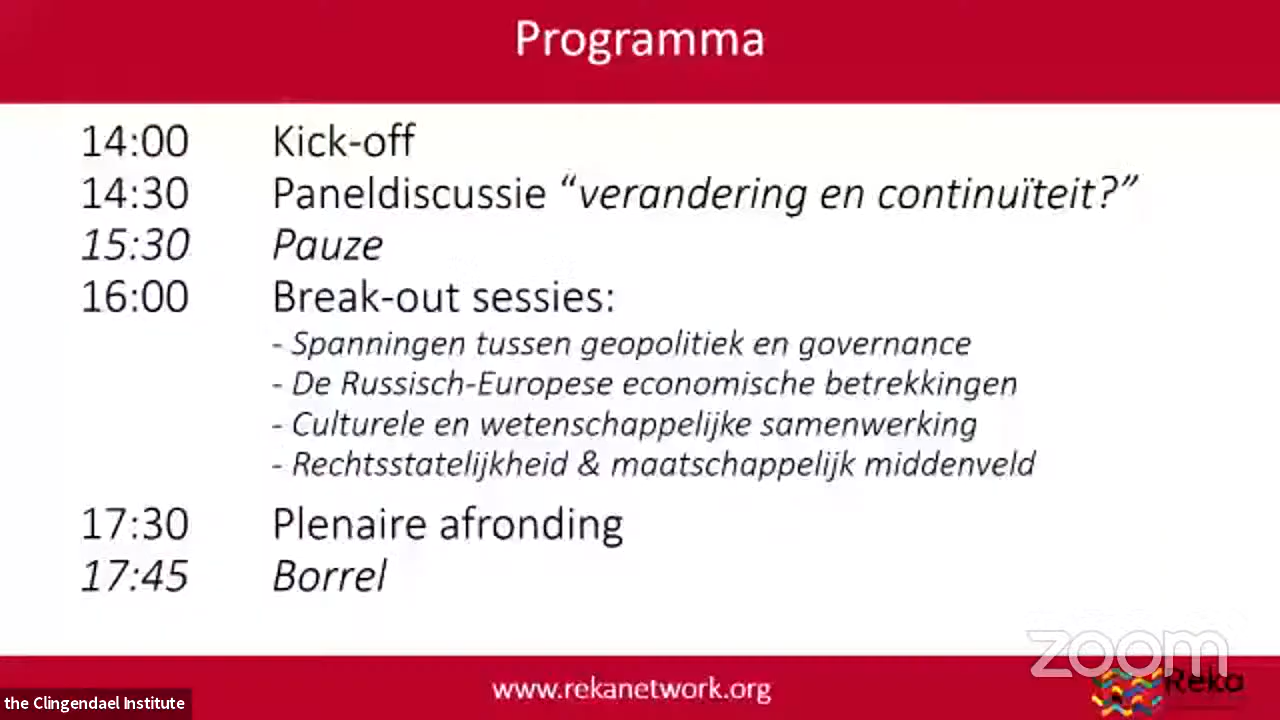 Programma
14:00 Kick-off
14:30 Paneldiscussie “verandering en continuïteit?”
15:30 Pauze
16:00 Break-out sessies:
- Spanningen tussen geopolitiek en governance
- De Russisch-Europese economische betrekkingen
- Culturele en wetenschappelijke samenwerking
- Rechtsstatelijkheid & maatschappelijk middenveld
17:30 Plenaire afronding
17:45 Borrel
zoom
Reka
www.rekanetwork.org
the Clingendael Institute